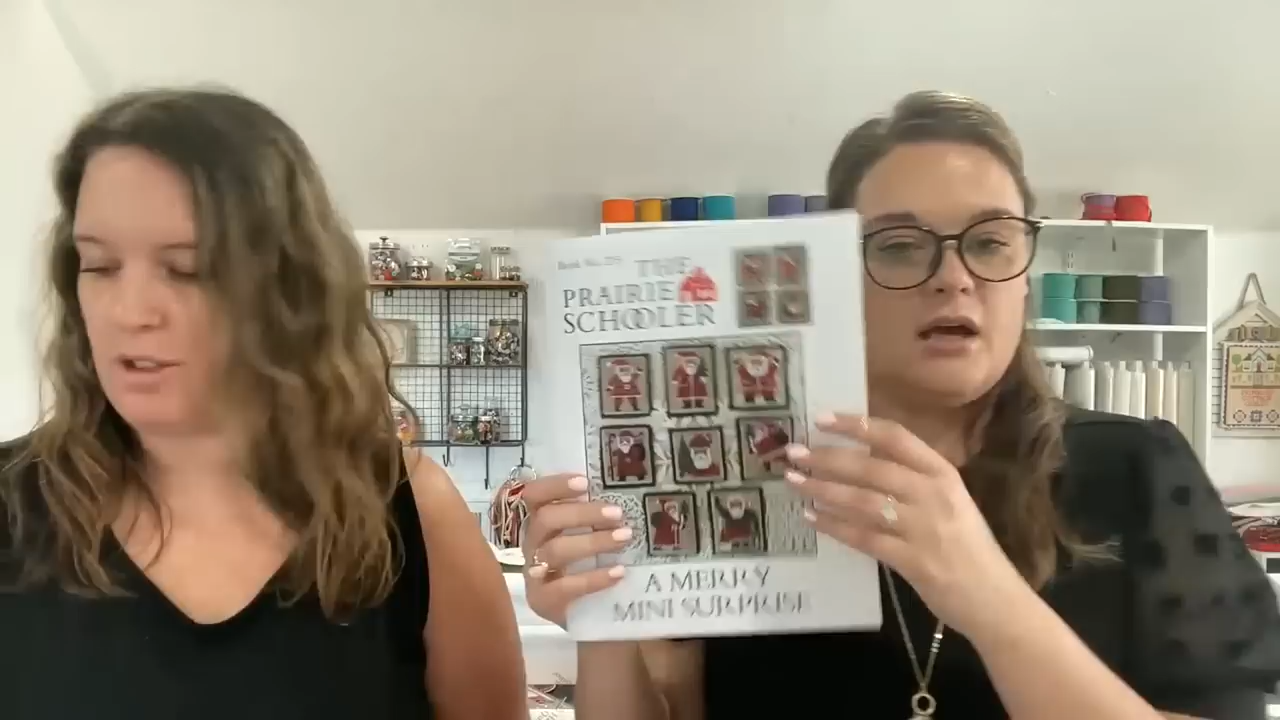 THE
PRAIRIE
SCHOOLER
A MERRY
MINI SURPRISE